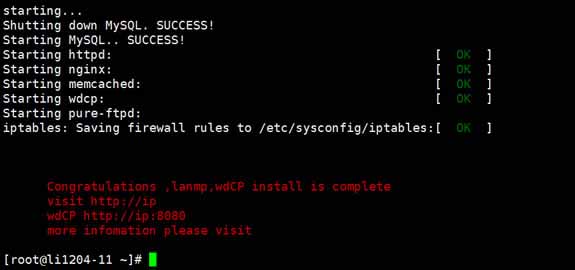 starting...
Shutting down MySQL. SUCCESS!
Starting MySQL.. SUCCESS!
Starting httpd: [ OK ]
Starting nginx: [ OK ]
Starting memcached: [ OK ]
Starting wdcp: [ OK ]
Starting pure-ftpd:
iptables: Saving firewall rules to /etc/sysconfig/iptables:[ OK ]
Congratulations ,lanmp,wdCP install is complete
visit http://ip
wdCP http://ip:8080
more infomation please visit
[root@li1204-11 ~]#